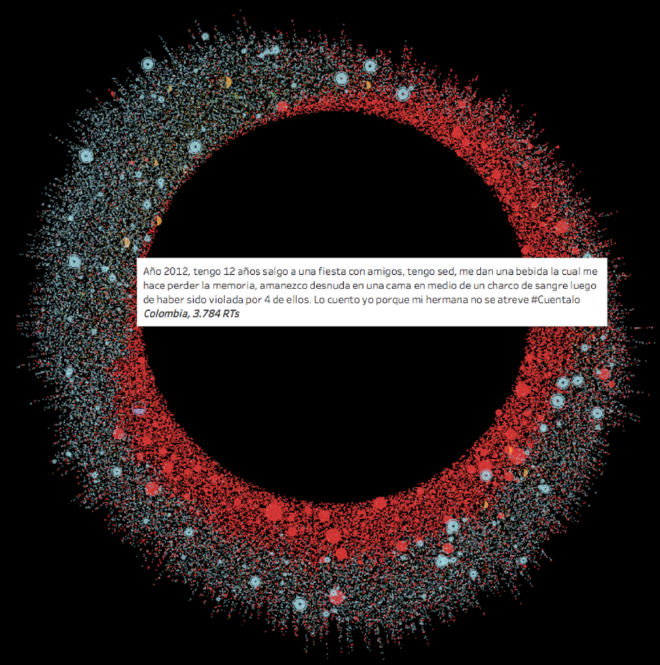 Año 2012, tengo 12 años salgo a una fiesta con amigos, tengo sed, me dan una bebida la cual me
hace perder la memoria, amanezco desnuda en una cama en medio de un charco de sangre luego
de haber sido violada por 4 de ellos. Lo cuento yo porque mi hermana no se atreve #Cuentalo
Colombia, 3.784 RTs